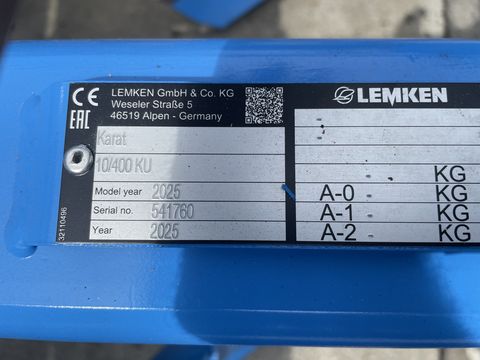 CE
EAC
LEMKEN GmbH & Co. KG
Weseler Straße 5
46519 Alpen - Germany
Karat
10/400 KU
Model year 2025
Serial no. 541760
Year 2025
32110496
LEMKEN
- KG
A-0 - KG
A-1 - KG
A-2 - KG